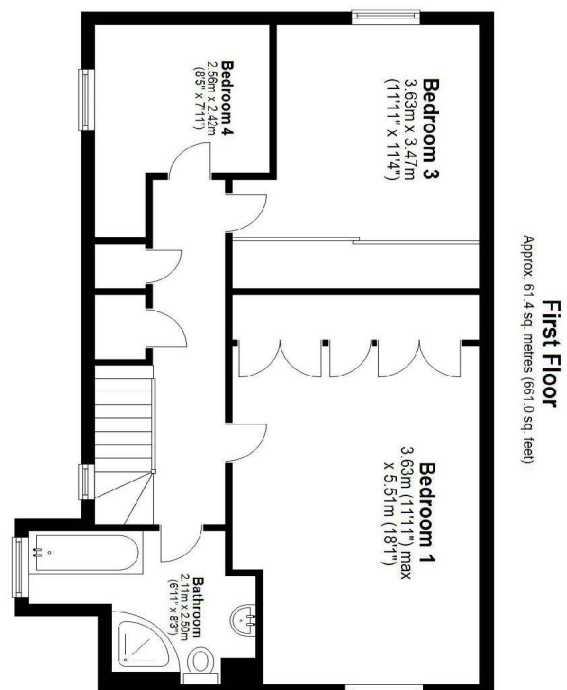 First Floor
Approx. 61.4 sq. metres (661.0 sq. feet)
Bedroom 3
3.63m x 3.47m
(11'11" x 11'4")
Bedroom 4
2.56m x 2.42m
(8'5" x 7'11")
Bedroom 1
3.63m (11'11") max
x 5.51m (18'1")
Bathroom
2.11m x 2.50m
(6'11" x 8'3")